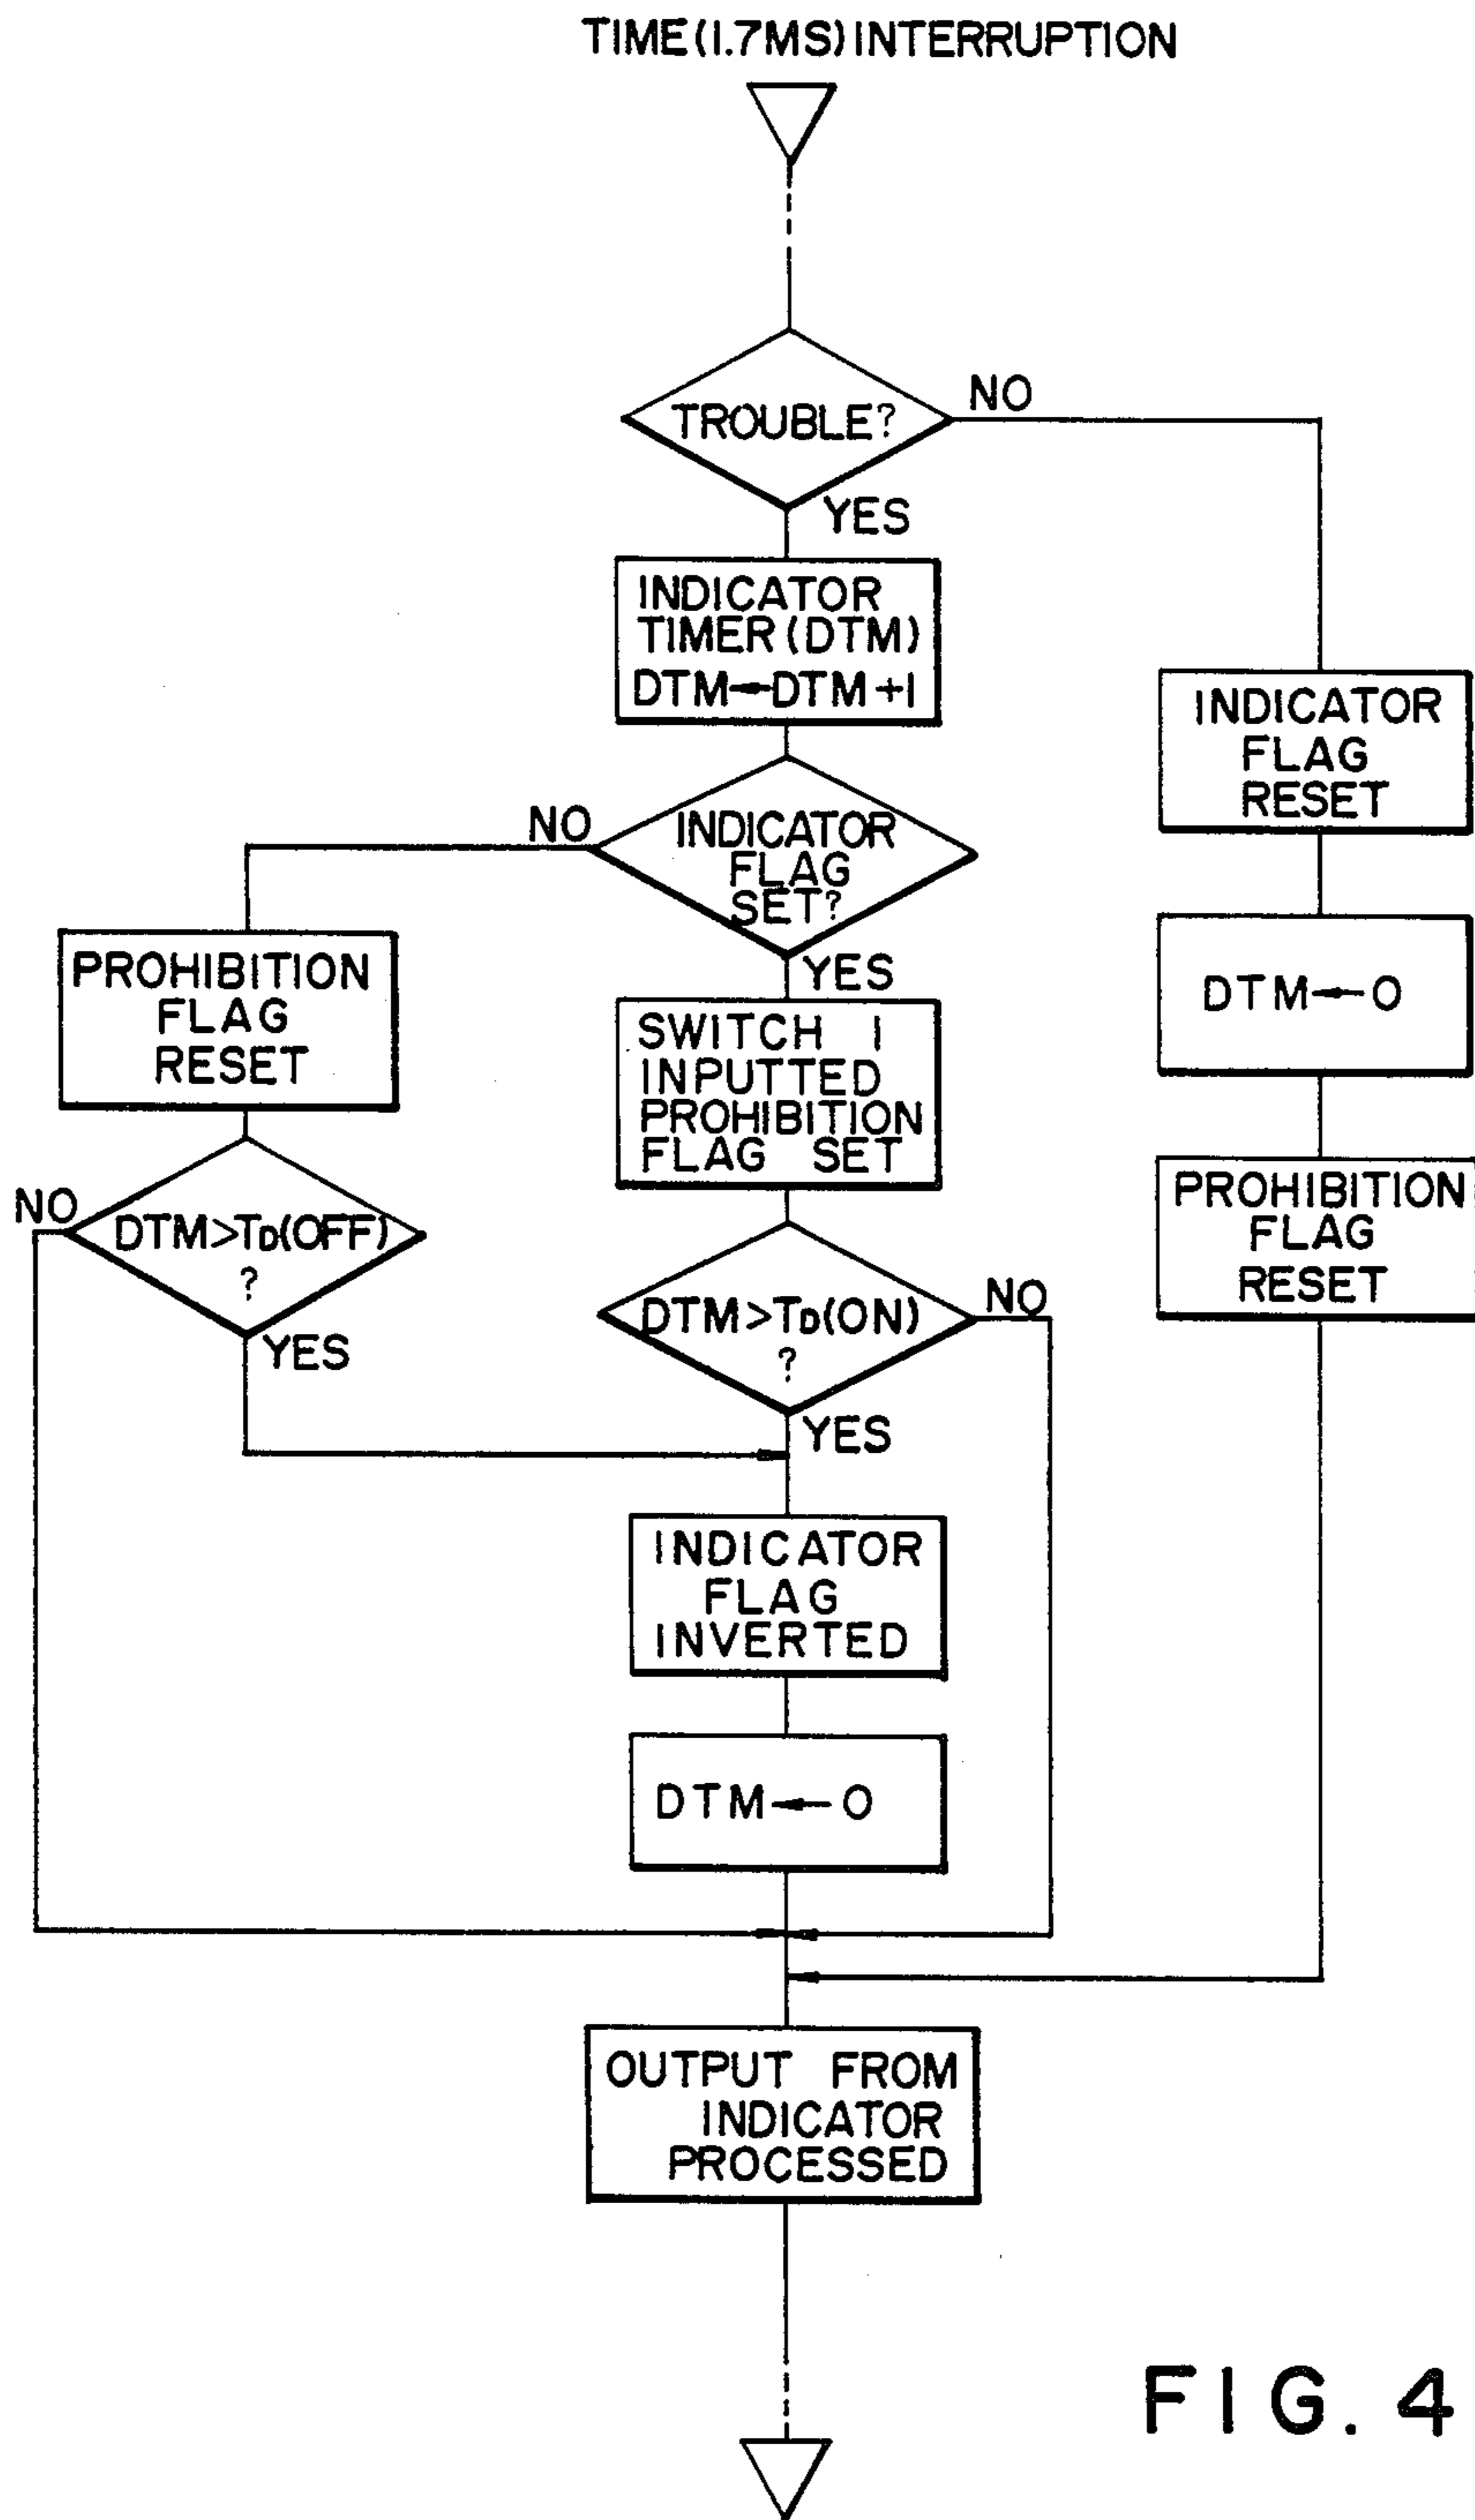 TIME(1.7MS) INTERRUPTION
TROUBLE?
NO
YES
INDICATOR
TIMER(DTM)
DTM←DTM+1
INDICATOR
FLAG
RESET
NO
INDICATOR
FLAG
SET?
YES
DTM←0
PROHIBITION
FLAG
RESET
SWITCH 1
INPUTTED
PROHIBITION
FLAG SET
PROHIBITION
FLAG
RESET
NO
DTM>TD(OFF)
?
YES
DTM>TD(ON)
?
NO
YES
INDICATOR
FLAG
INVERTED
DTM←0
OUTPUT FROM
INDICATOR
PROCESSED
FIG. 4